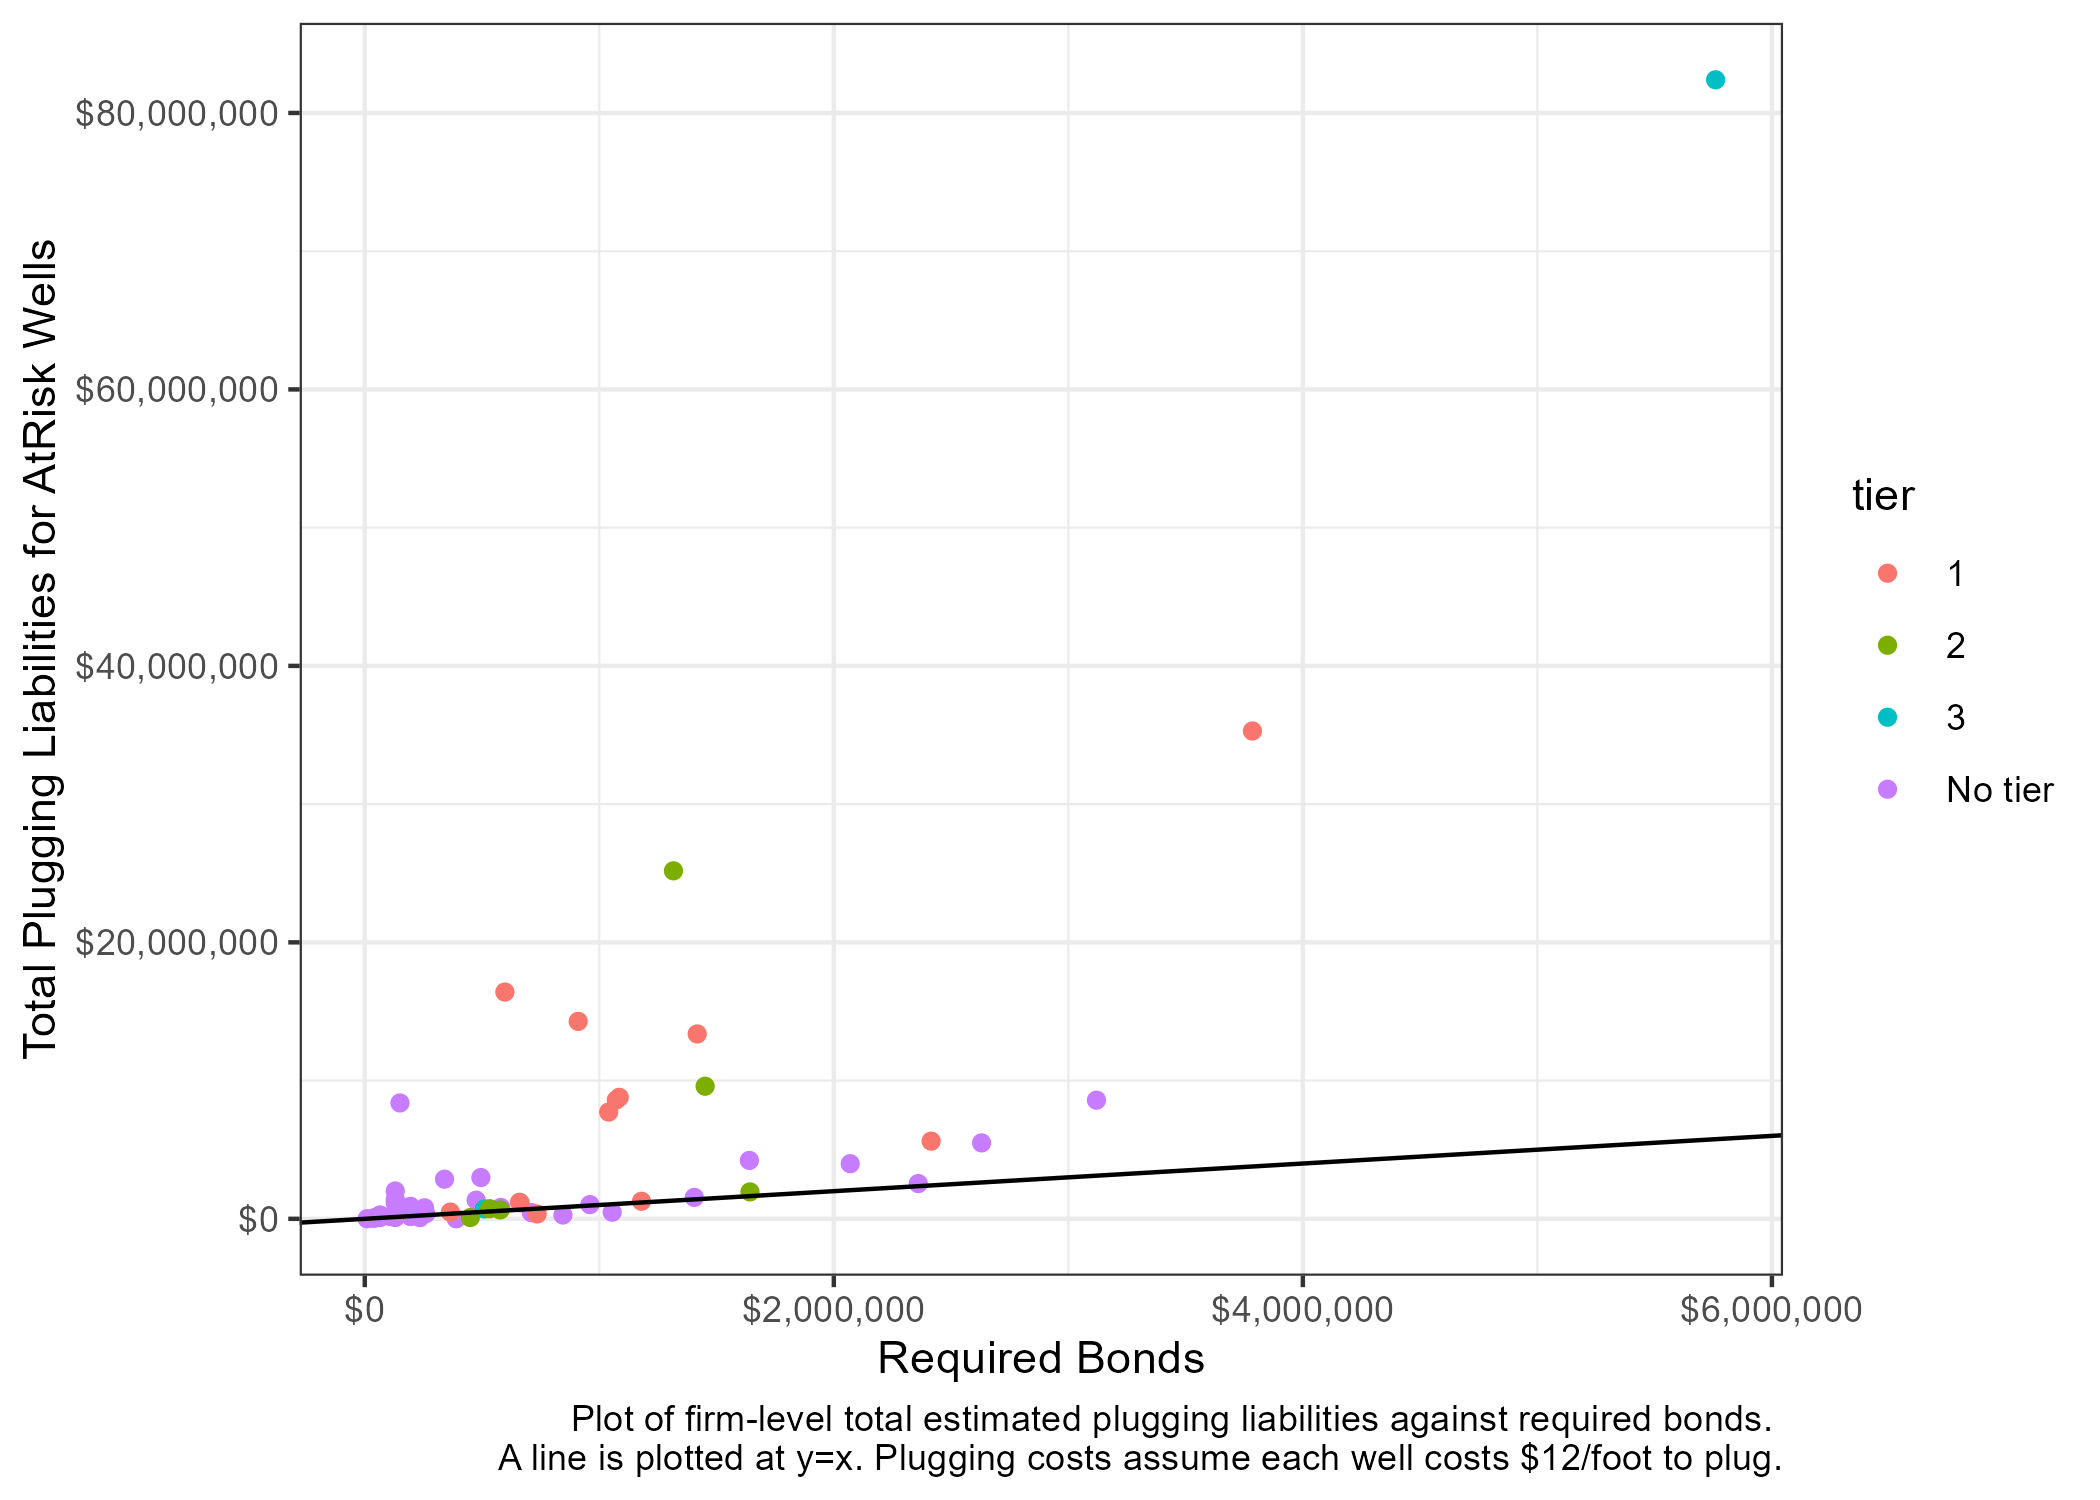 Total Plugging Liabilities for AtRisk Wells
$80,000,000
$60,000,000
$40,000,000
$20,000,000
$0
$0
$2,000,000
$4,000,000
$6,000,000
Required Bonds
tier
1
2
3
No tier
Plot of firm-level total estimated plugging liabilities against required bonds.
A line is plotted at y=x. Plugging costs assume each well costs $12/foot to plug.